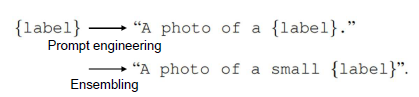 {label} ⟶ “A photo of a {label}.”
Prompt engineering
⟶ “A photo of a small {label}”.
Ensembling